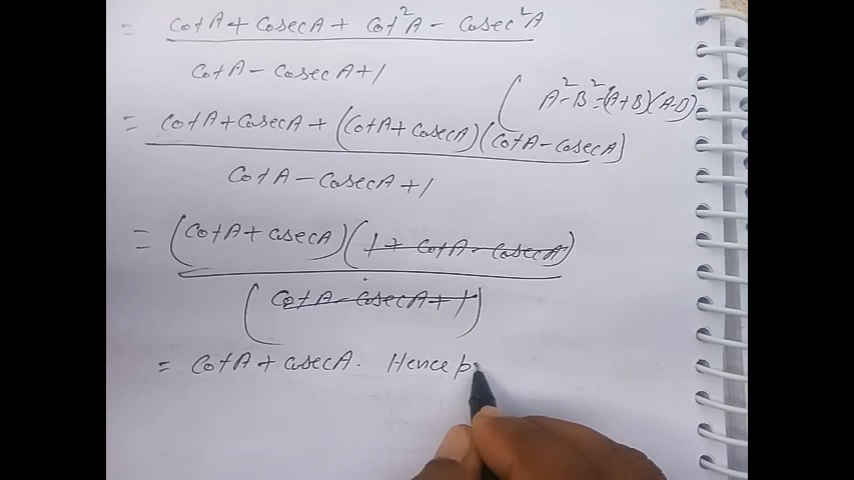 = CotA + CosecA + Cot²A - Cosec²A
CotA - CosecA + 1
( A² - B² = (A+B)(A-B)
= CotA + CosecA + (CotA + CosecA)(CotA - CosecA)
CotA - CosecA + 1
= (CotA + CosecA)(1 + CotA - CosecA)
(CotA - CosecA + 1)
= CotA + CosecA. Hence p